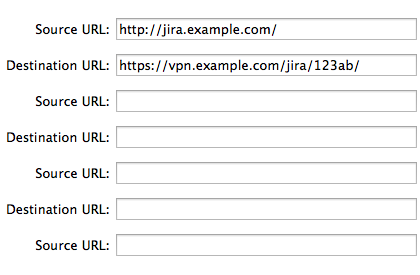 Source URL: http://jira.example.com/
Destination URL: https://vpn.example.com/jira/123ab/
Source URL:
Destination URL:
Source URL:
Destination URL:
Source URL: